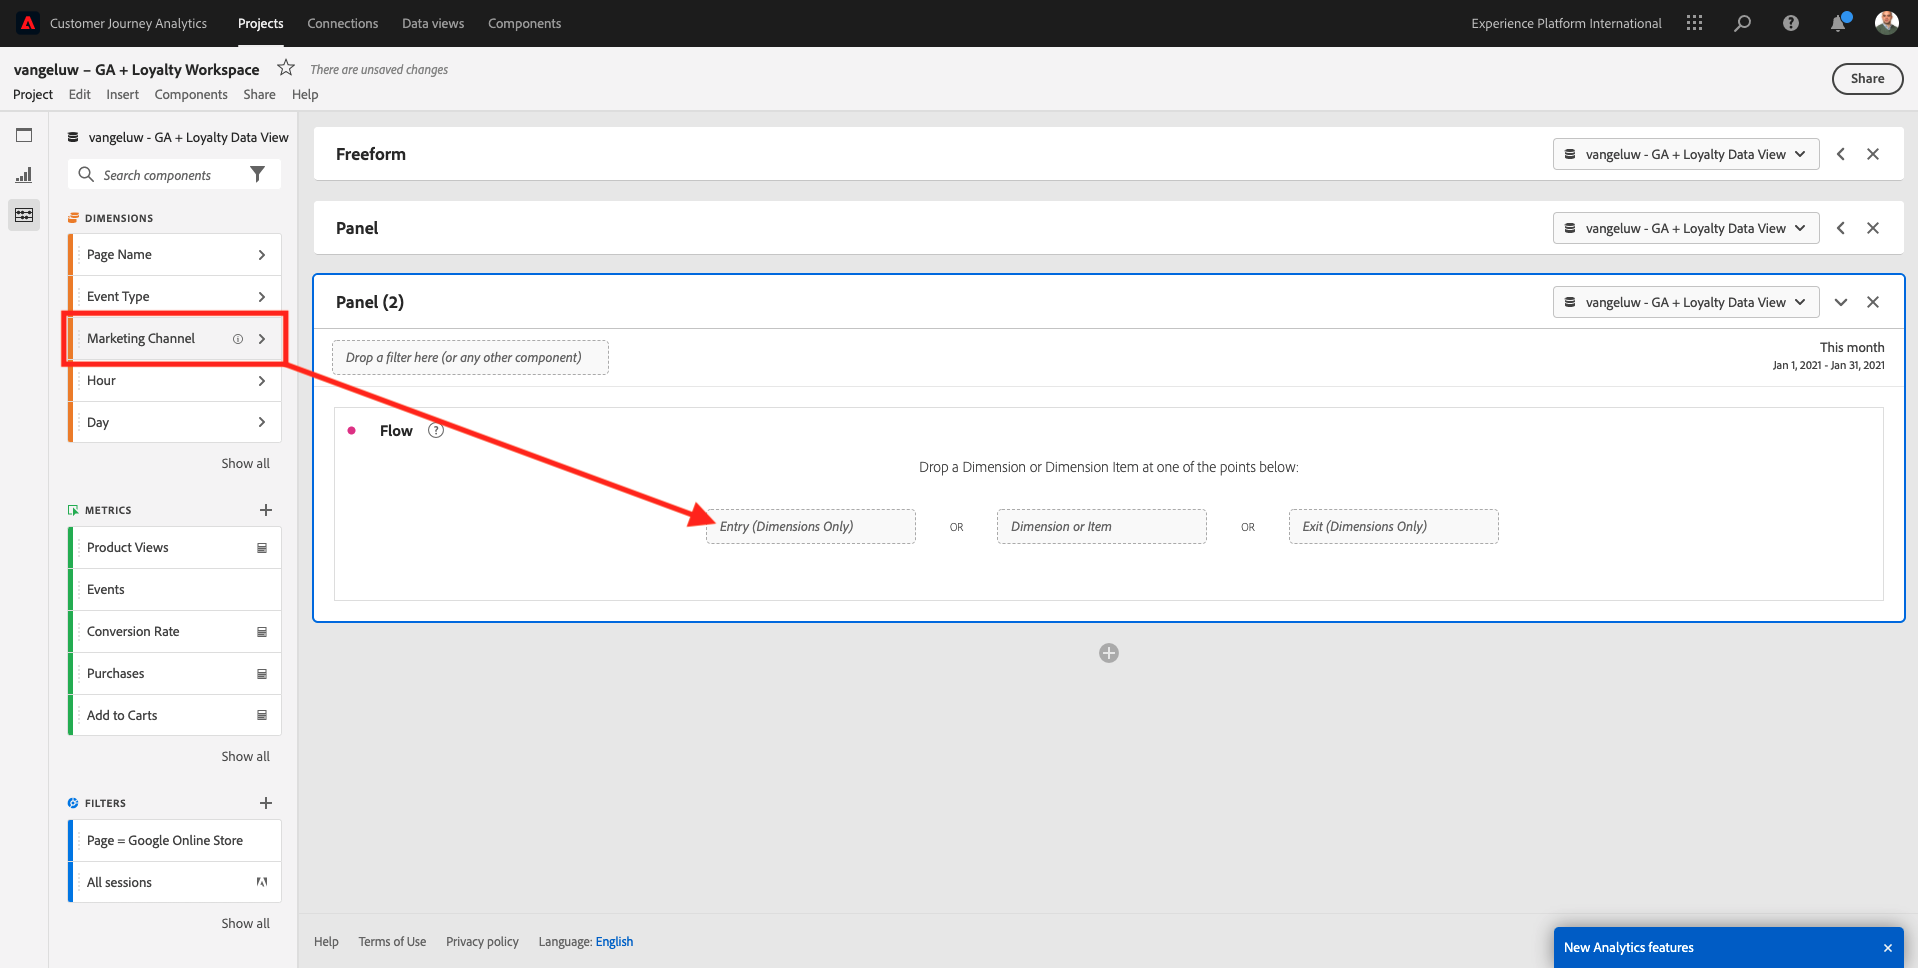 Customer Journey Analytics Projects Connections Data views Components Experience Platform International
vangeluw – GA + Loyalty Workspace There are unsaved changes
Share
Project Edit Insert Components Share Help
vangeluw - GA + Loyalty Data View
Search components
DIMENSIONS
Page Name
Event Type
Marketing Channel
Hour
Day
Show all
METRICS
Product Views
Events
Conversion Rate
Purchases
Add to Carts
Show all
FILTERS
Page = Google Online Store
All sessions
Show all
Freeform vangeluw - GA + Loyalty Data View
Panel vangeluw - GA + Loyalty Data View
Panel (2) vangeluw - GA + Loyalty Data View
Drop a filter here (or any other component)
This month
Jan 1, 2021 - Jan 31, 2021
Flow ?
Drop a Dimension or Dimension Item at one of the points below:
Entry (Dimensions Only) OR Dimension or Item OR Exit (Dimensions Only)
Help Terms of Use Privacy policy Language: English
New Analytics features